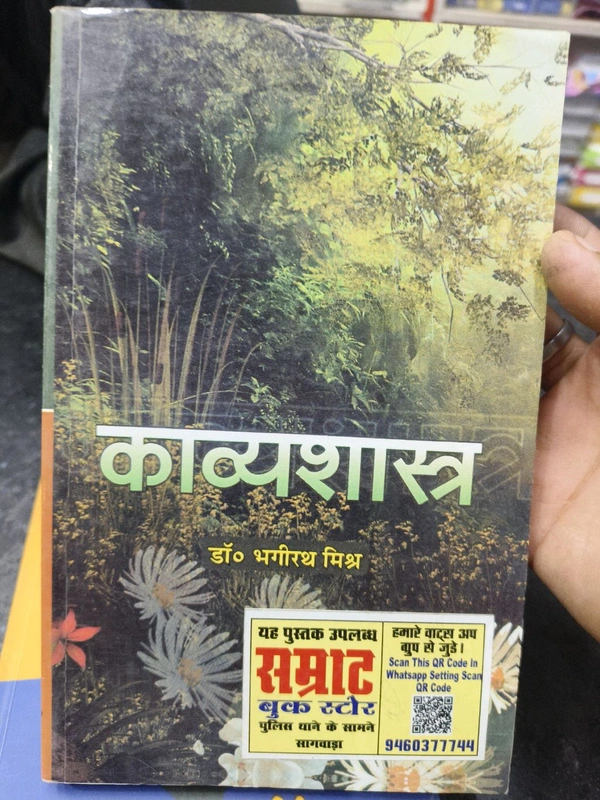 काव्यशास्त्र
डॉ० भगीरथ मिश्र
यह पुस्तक उपलब्ध
सम्राट
बुक स्टौर
पुलिस थाने के सामने
सागवाड़ा
हमारे वाट्स अप
ग्रुप से जुडे।
Scan This QR Code In
Whatsapp Setting Scan
QR Code
9460377744